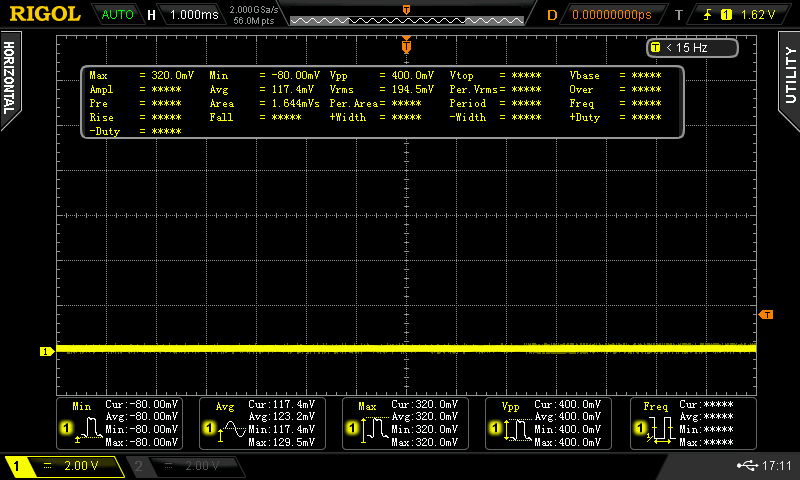 RIGOL AUTO H 1.000ms 2.000GSa/s 56.0M pts T D 0.00000000ps T 1 1.62 V
T < 15 Hz
HORIZONTAL
UTILITY
T
Max = 320.0mV Min = -80.00mV Vpp = 400.0mV Vtop = ***** Vbase = *****
Ampl = ***** Avg = 117.4mV Vrms = 194.5mV Per.Vrms= ***** Over = *****
Pre = ***** Area = 1.644mVs Per.Area= ***** Period = ***** Freq = *****
Rise = ***** Fall = ***** +Width = ***** -Width = ***** +Duty = *****
-Duty = *****
T
1
Min Cur:-80.00mV Avg:-80.00mV Min:-80.00mV Max:-80.00mV 1
Avg Cur:117.4mV Avg:123.2mV Min:117.4mV Max:129.5mV 1
Max Cur:320.0mV Avg:320.0mV Min:320.0mV Max:320.0mV 1
Vpp Cur:400.0mV Avg:400.0mV Min:400.0mV Max:400.0mV 1
Freq Cur:***** Avg:***** Min:***** Max:***** 1
1 2.00 V 2 2.00 V 17:11